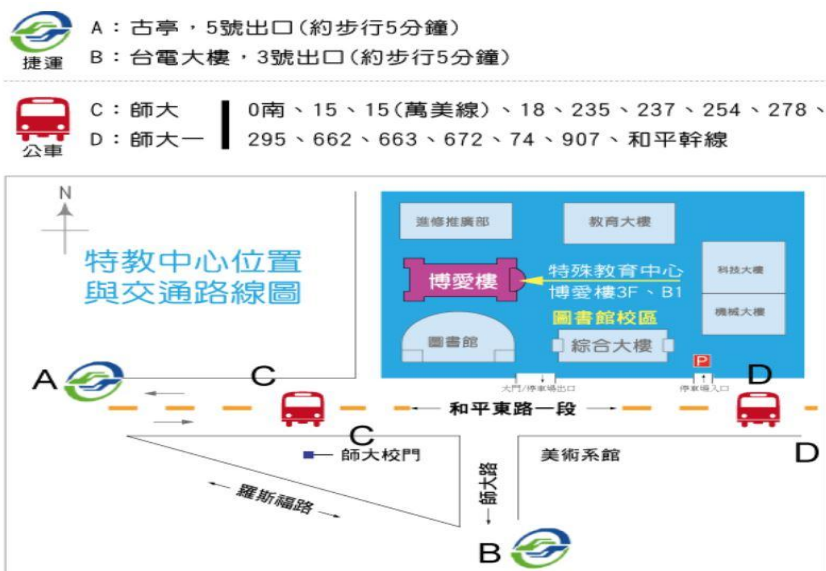 A：古亭，5號出口(約步行5分鐘)
捷運
B：台電大樓，3號出口(約步行5分鐘)
C：師大
0南、15、15(萬美線)、18、235、237、254、278、
公車
D：師大一
295、662、663、672、74、907、和平幹線
N
特教中心位置
與交通路線圖
進修推廣部
教育大樓
博愛樓
特殊教育中心
博愛樓3F、B1
科技大樓
機械大樓
圖書館校區
圖書館
綜合大樓
P
大門/停車場出口
停車場入口
A
C
D
和平東路一段
C
師大校門
美術系館
D
羅斯福路
師大路
B